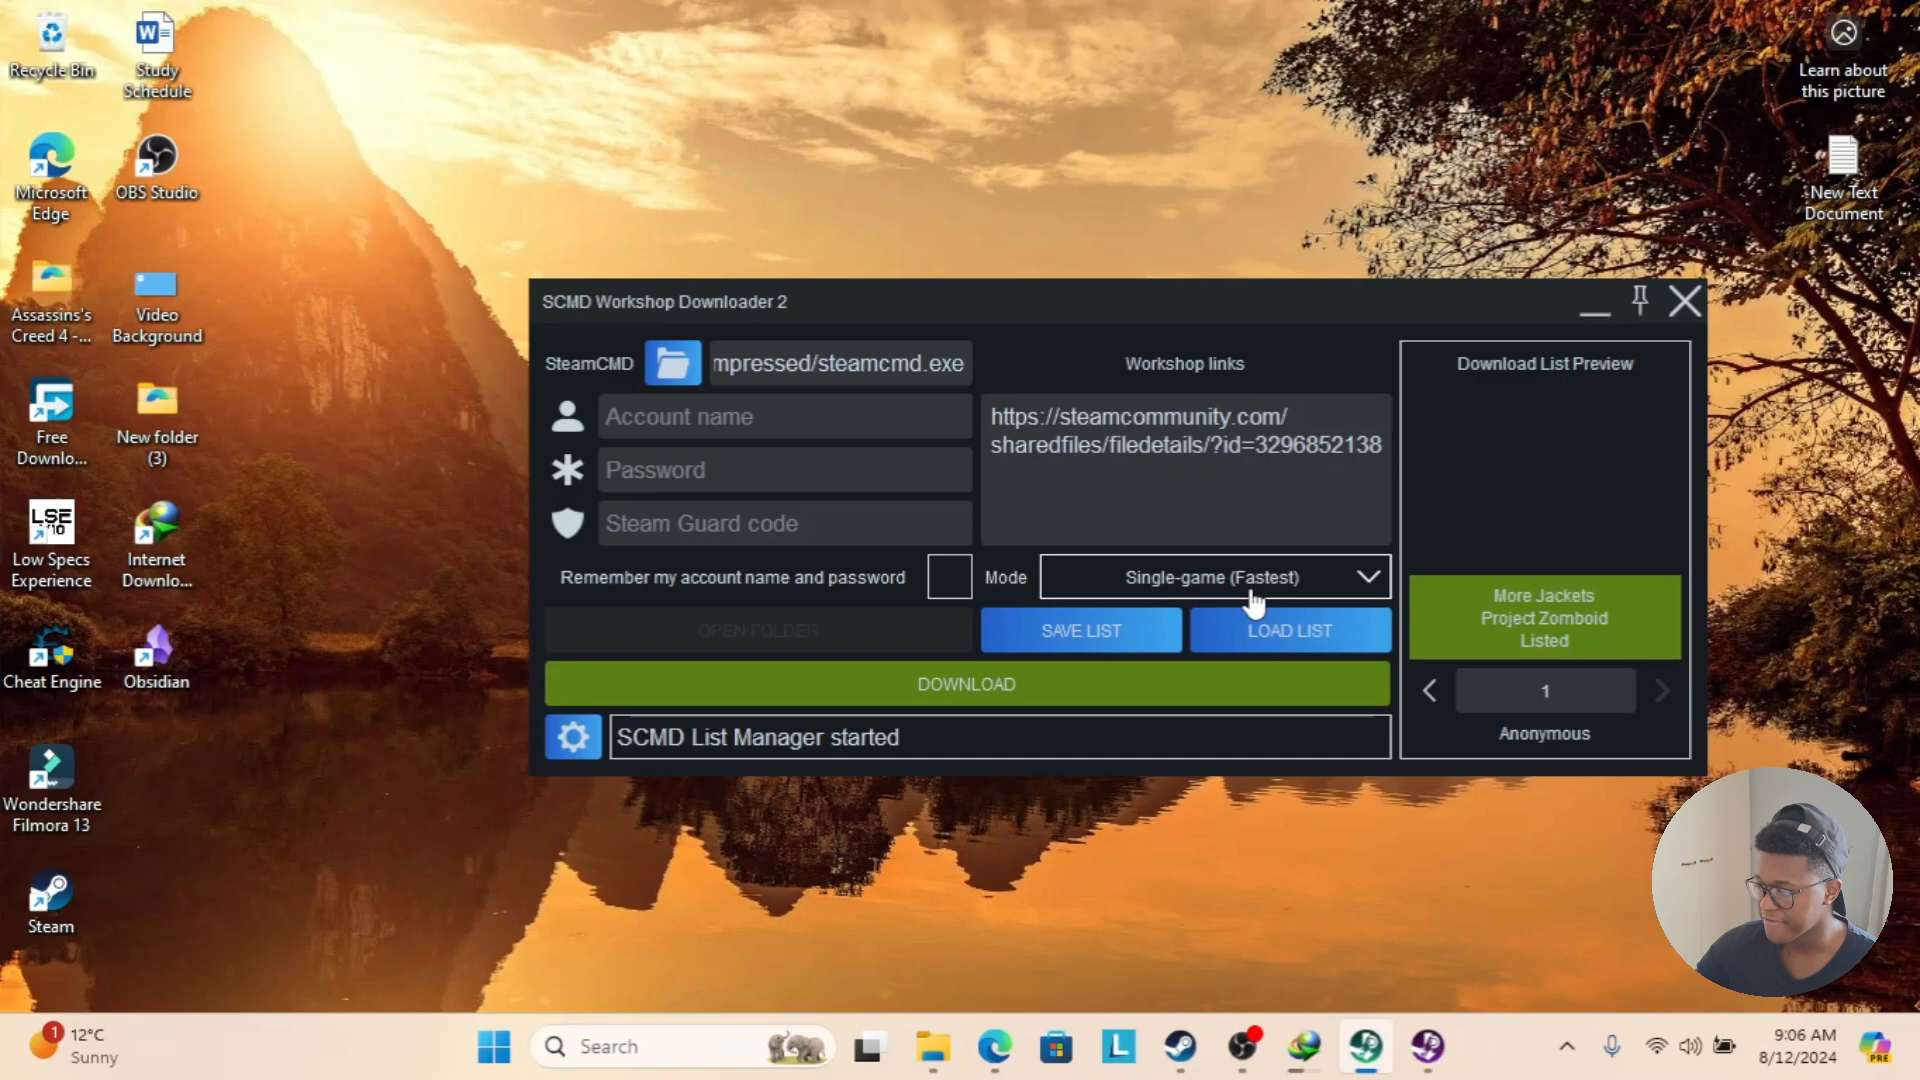 Recycle Bin
Study
Schedule
Microsoft
Edge
OBS Studio
Assassins's
Creed 4 -...
Video
Background
Free
Downlo...
New folder
(3)
LSE
Low Specs
Experience
Internet
Downlo...
Cheat Engine
Obsidian
Wondershare
Filmora 13
Steam
Learn about
this picture
New Text
Document
SCMD Workshop Downloader 2
SteamCMD
mpressed/steamcmd.exe
Workshop links
Download List Preview
Account name
Password
Steam Guard code
https://steamcommunity.com/
sharedfiles/filedetails/?id=3296852138
Remember my account name and password
Mode
Single-game (Fastest)
OPEN FOLDER
SAVE LIST
LOAD LIST
DOWNLOAD
SCMD List Manager started
More Jackets
Project Zomboid
Listed
1
Anonymous
1
12°C
Sunny
Search
L
9:06 AM
8/12/2024
PRE